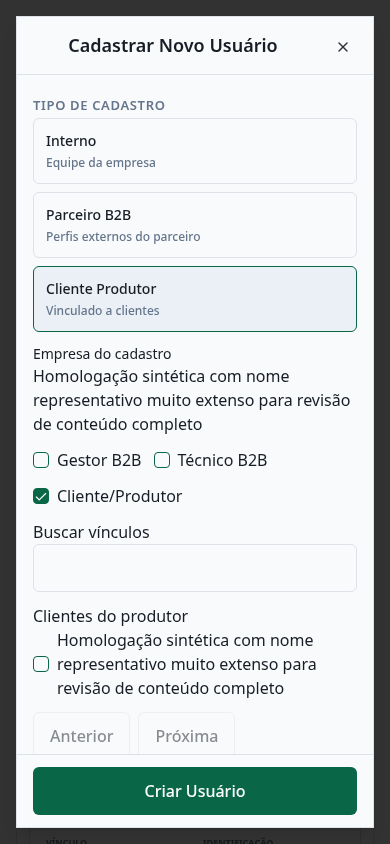 Cadastrar Novo Usuário ×
TIPO DE CADASTRO
Interno
Equipe da empresa
Parceiro B2B
Perfis externos do parceiro
Cliente Produtor
Vinculado a clientes
Empresa do cadastro
Homologação sintética com nome
representativo muito extenso para revisão
de conteúdo completo
Gestor B2B Técnico B2B
Cliente/Produtor
Buscar vínculos
Clientes do produtor
Homologação sintética com nome
representativo muito extenso para
revisão de conteúdo completo
Anterior Próxima
Criar Usuário
VÍNCULO IDENTIFICAÇÃO